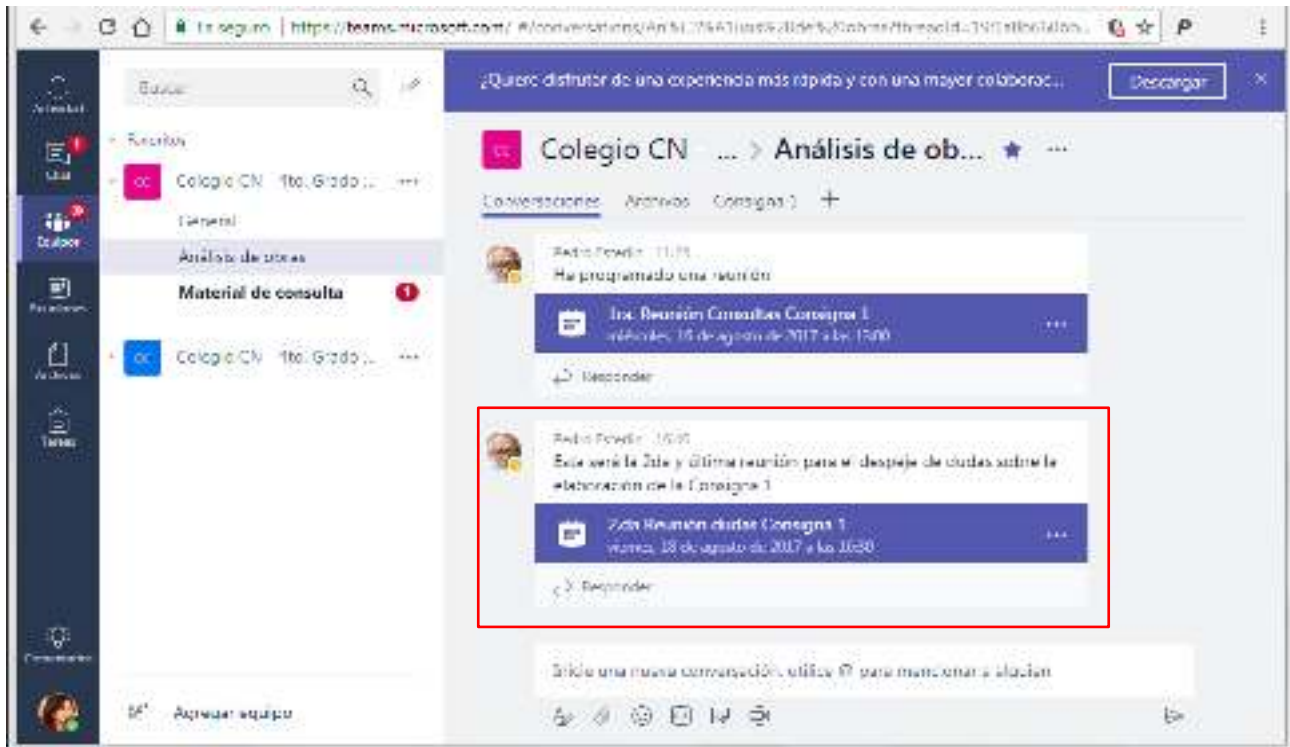 Es seguro | https://teams.microsoft.com/
¿Quiere disfrutar de una experiencia más rápida y con una mayor colaborac...
Descargar
Actividad
Buscar
Chat
1
Favoritos
Colegio CN
Grado
General
Equipos
Análisis de obras
Material de consulta
1
Reuniones
Archivos
Colegio CN
Grado
Tareas
Agregar equipo
Colegio CN ... > Análisis de ob...
Conversaciones Archivos Consigna 1
Pedro
Ha programado una reunión
1ra. Reunión Consultas Consigna 1
miércoles, 16 de agosto de 2017 a las
Responder
Pedro
Esta será la 2da y última reunión para el despeje de dudas sobre la
elaboración de la Consigna 1
2da Reunión dudas Consigna 1
viernes, 18 de agosto de 2017 a las 16:30
Responder
Inicie una nueva conversación, utilice @ para mencionar a alguien